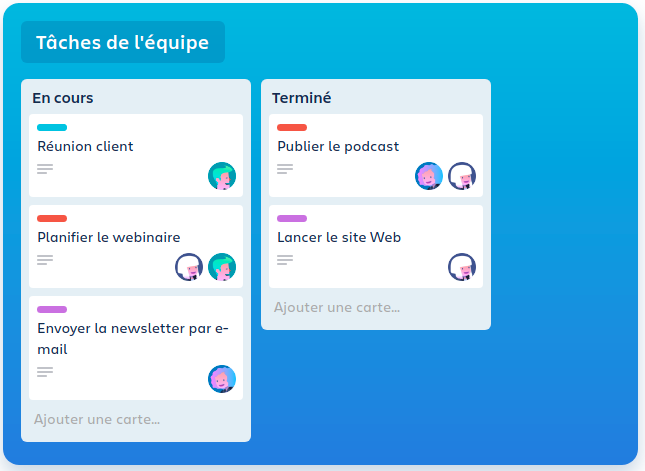 Tâches de l'équipe
En cours
Réunion client
Planifier le webinaire
Envoyer la newsletter par e-
mail
Ajouter une carte...
Terminé
Publier le podcast
Lancer le site Web
Ajouter une carte...